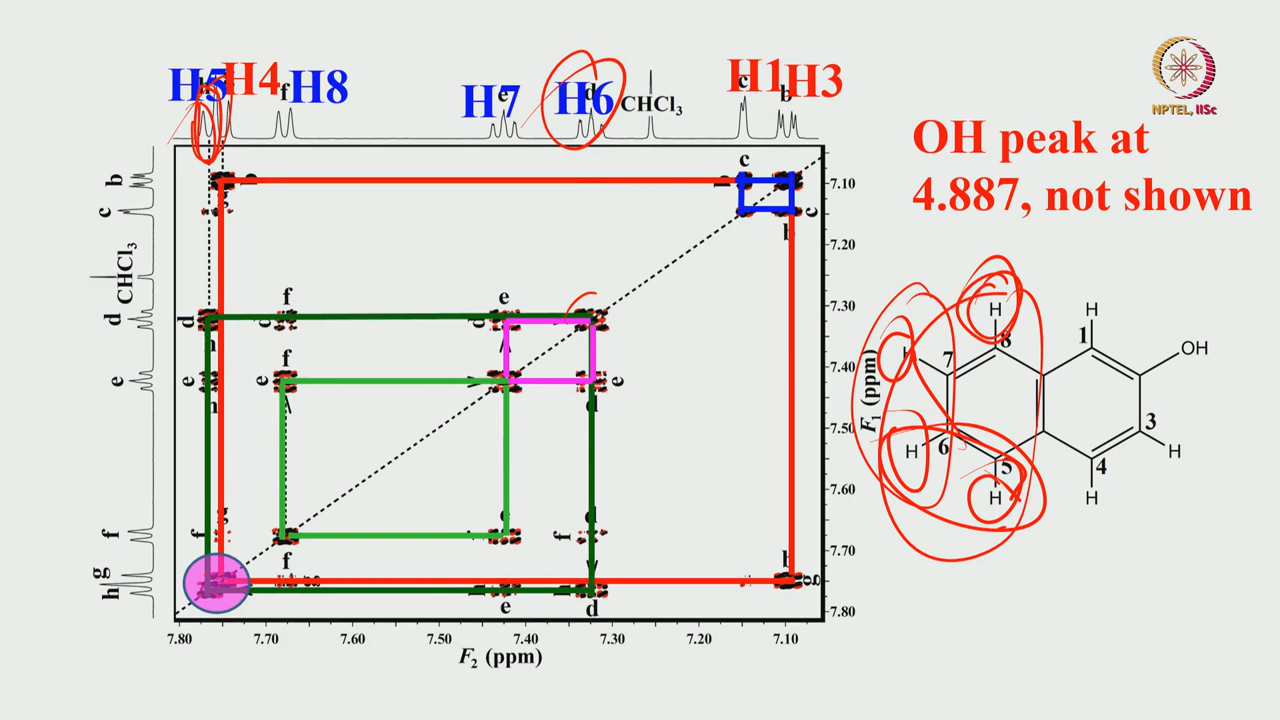 H5 H4 H8 H7 H6 H1 H3
f e d CHCl3 c b
NPTEL, IISc
OH peak at
4.887, not shown
b c CHCl3 d e f g h
7.10
7.20
7.30
7.40
7.50
7.60
7.70
7.80
F1 (ppm)
c
c
b
f e
d d
h
f
e e e
h d
g e d
f f
f
h
g
h
e d
7.80 7.70 7.60 7.50 7.40 7.30 7.20 7.10
F2 (ppm)
H H
8 1 OH
7
6 3
H 5 4 H
H H